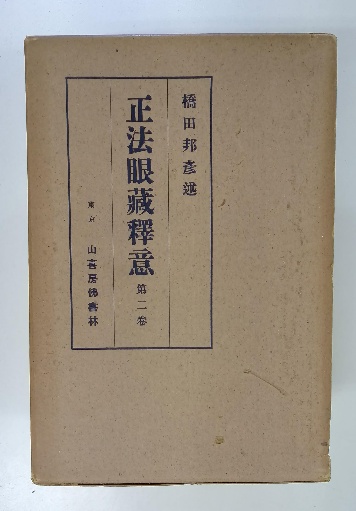 橋田邦彥述
正法眼藏釋意 第二卷
東京 山喜房佛書林